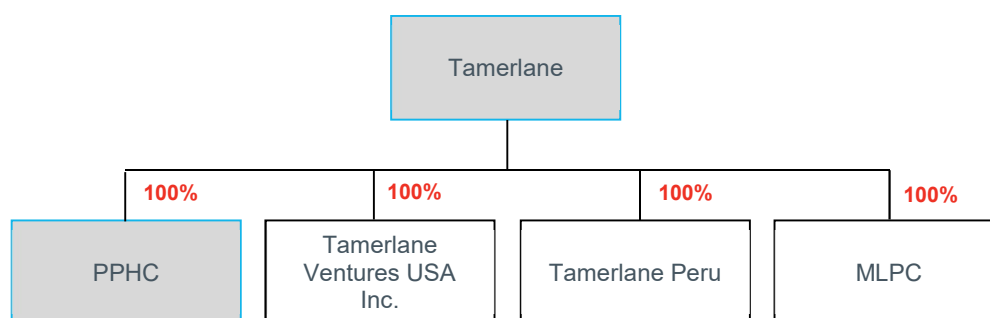 Tamerlane
100%
100%
100%
100%
PPHC
Tamerlane
Ventures USA
Inc.
Tamerlane Peru
MLPC